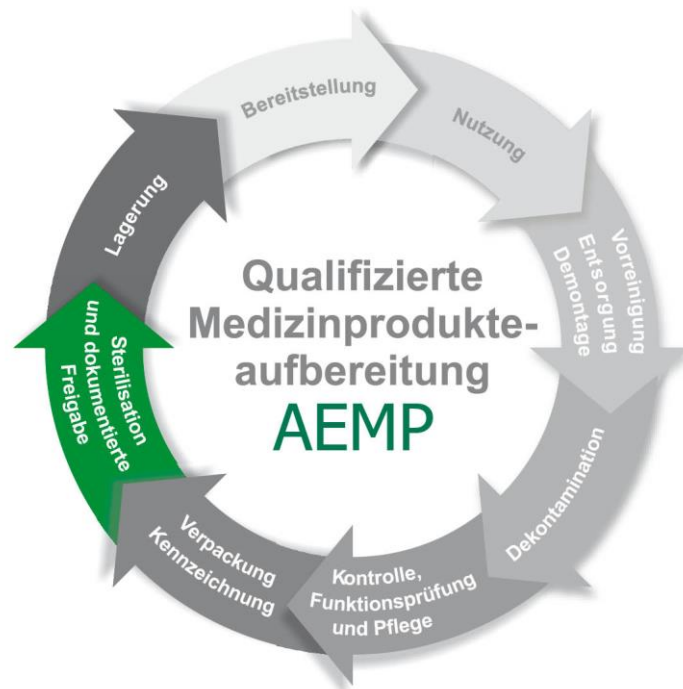 Bereitstellung
Nutzung
Vorreinigung
Entsorgung
Demontage
Dekontamination
Kontrolle,
Funktionsprüfung
und Pflege
Verpackung
Kennzeichnung
Sterilisation
und dokumentierte
Freigabe
Lagerung
Qualifizierte
Medizinprodukte-
aufbereitung
AEMP